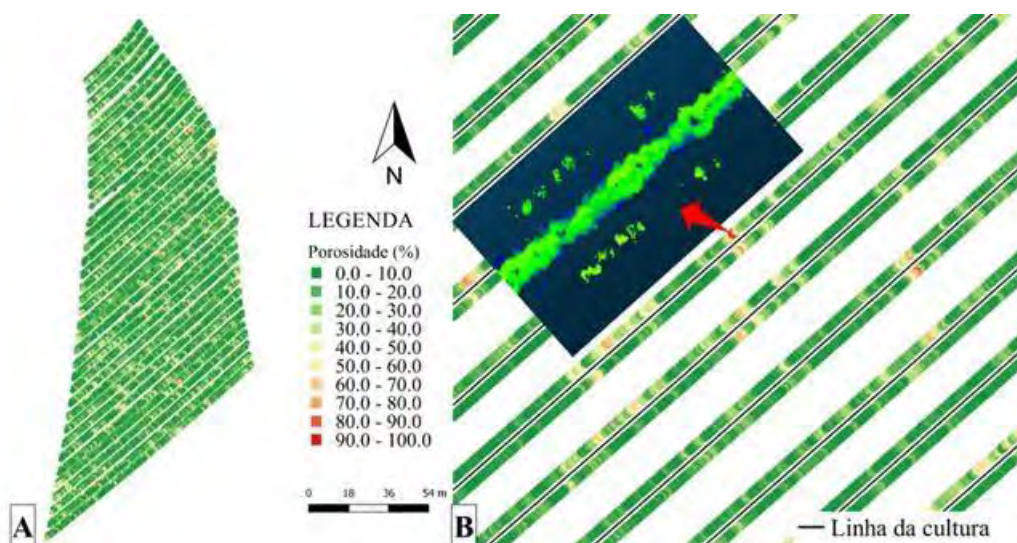 N
LEGENDA
Porosidade (%)
0.0 - 10.0
10.0 - 20.0
20.0 - 30.0
30.0 - 40.0
40.0 - 50.0
50.0 - 60.0
60.0 - 70.0
70.0 - 80.0
80.0 - 90.0
90.0 - 100.0
0 18 36 54 m
A
B
Linha da cultura